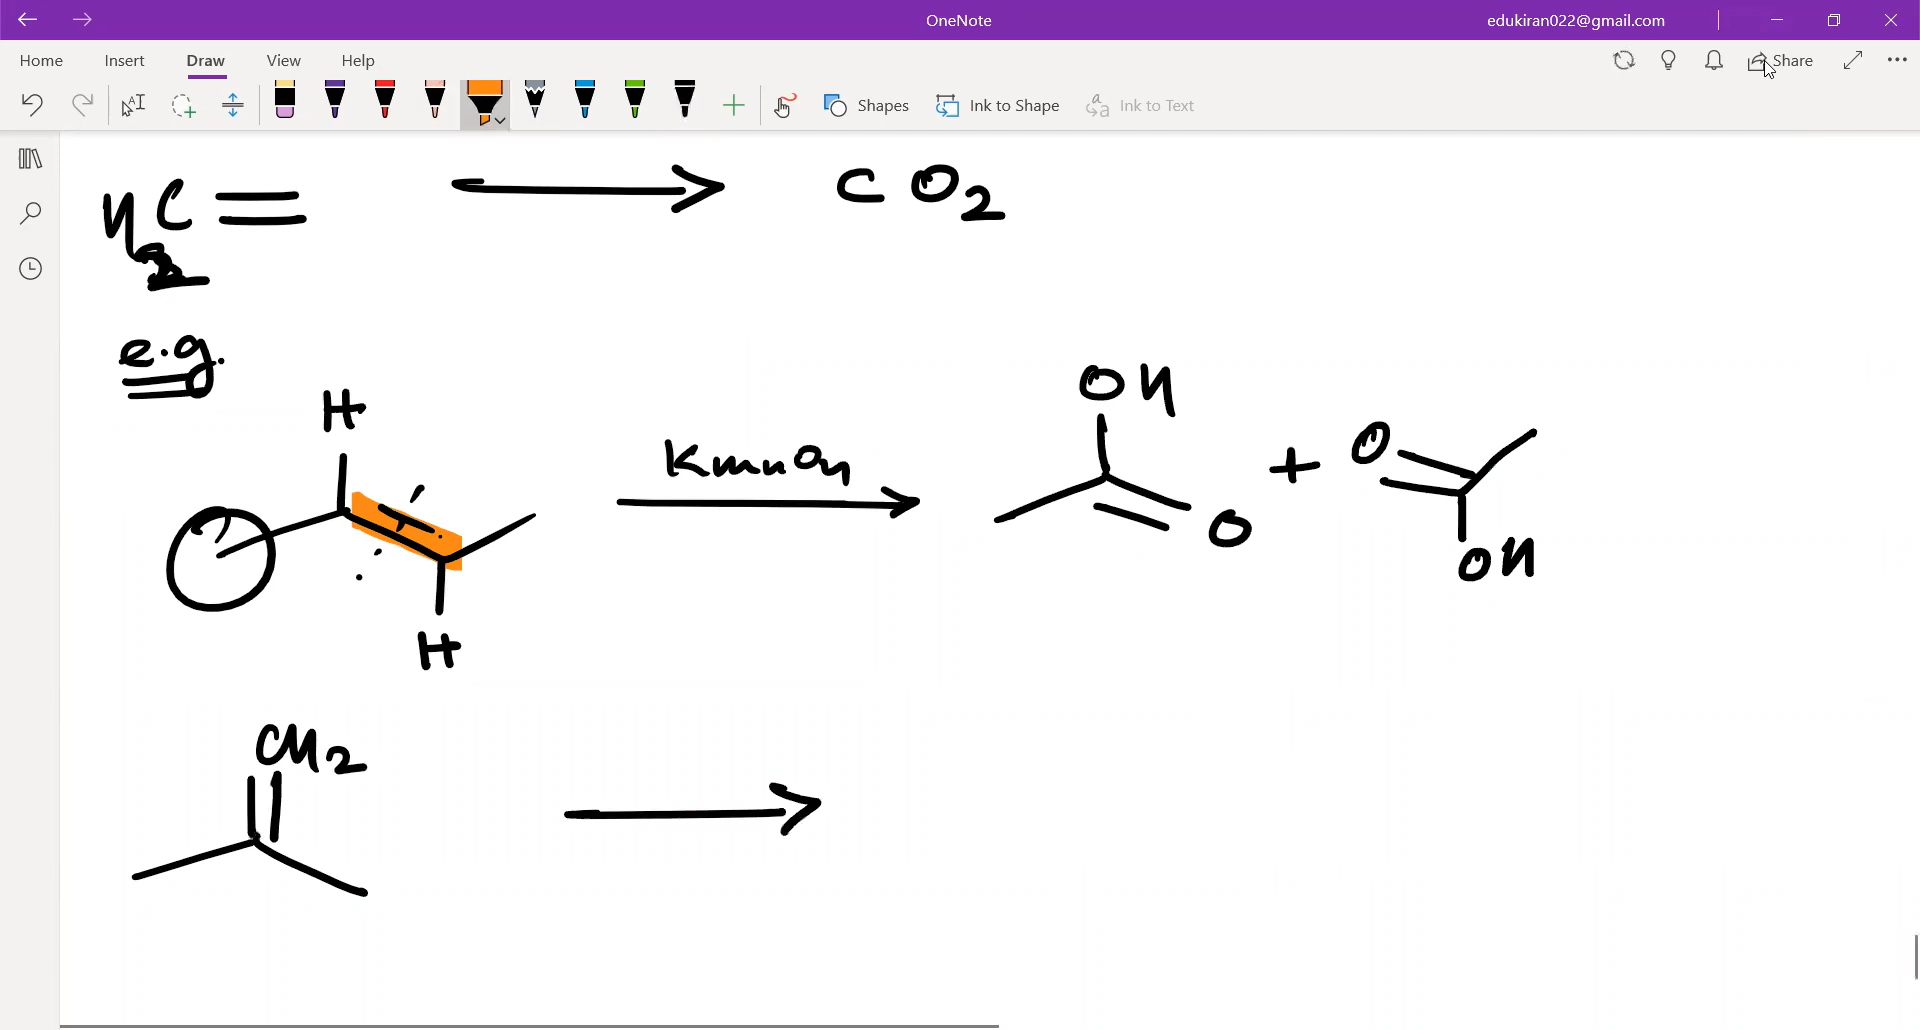 OneNote
edukiran022@gmail.com
Home Insert Draw View Help
Share
Shapes Ink to Shape Ink to Text
H2C= → CO2
e.g.
H
H
KMnO4
OH
O
+
O
OH
CH2